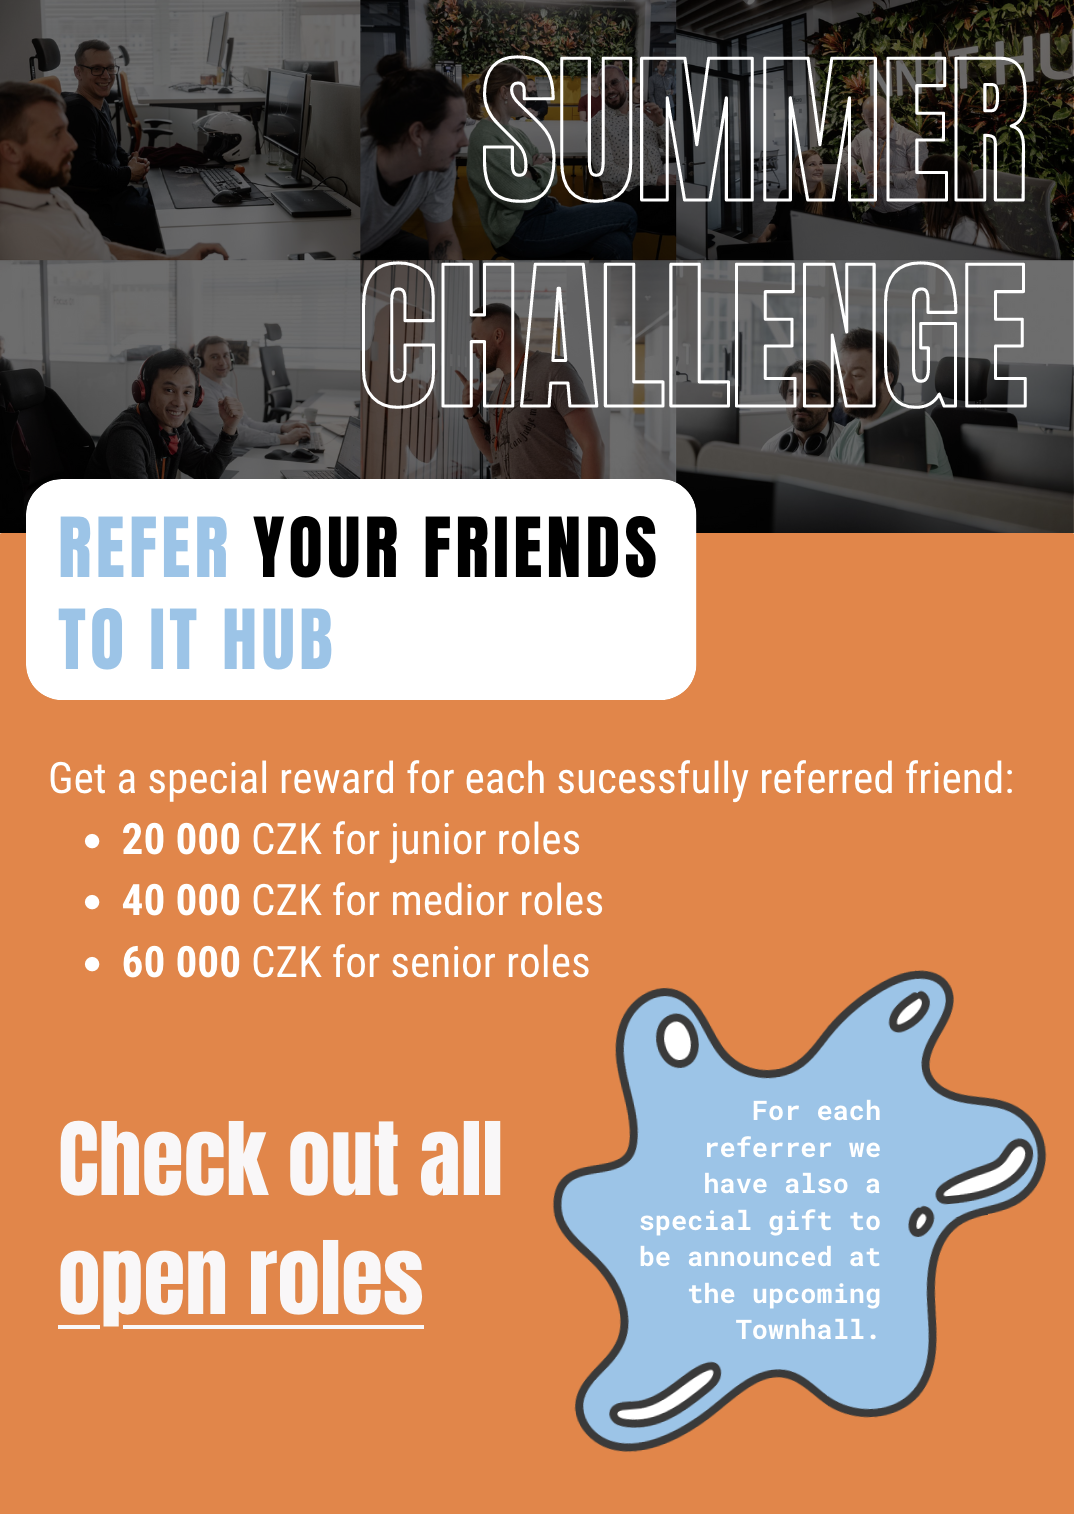 SUMMER
CHALLENGE
REFER YOUR FRIENDS
TO IT HUB
Get a special reward for each sucessfully referred friend:
• 20 000 CZK for junior roles
• 40 000 CZK for medior roles
• 60 000 CZK for senior roles
Check out all
open roles
For each
referrer we
have also a
special gift to
be announced at
the upcoming
Townhall.